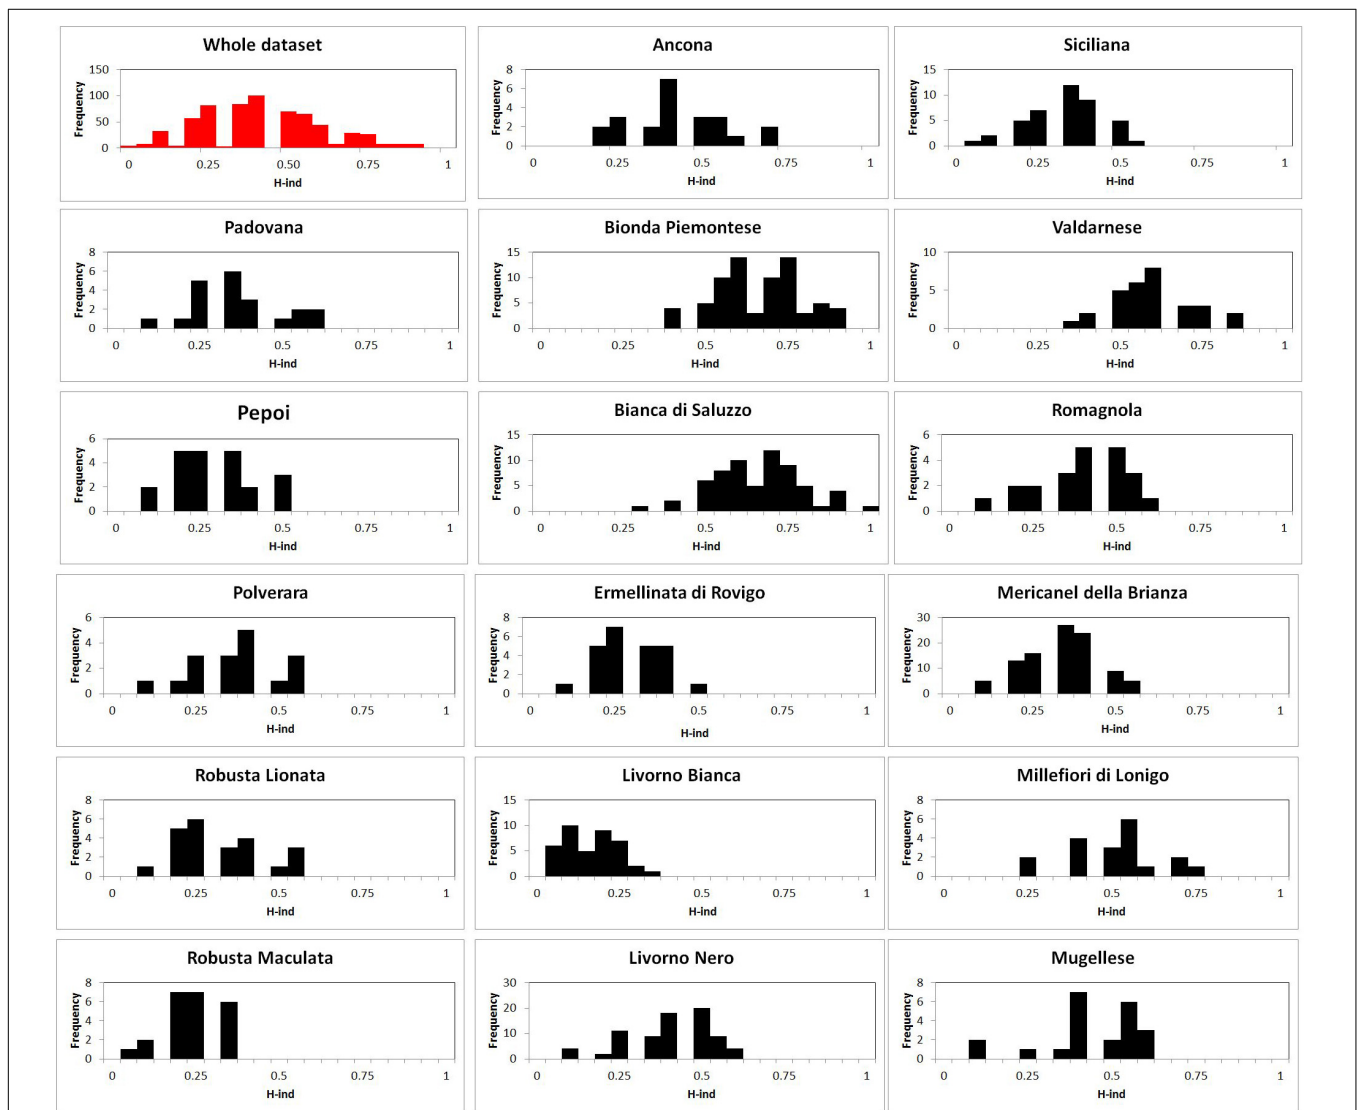 Whole dataset
Frequency
150
100
50
0
0 0.25 0.50 0.75 1
H-ind
Ancona
Frequency
8
6
4
2
0
0 0.25 0.5 0.75 1
H-ind
Siciliana
Frequency
15
10
5
0
0 0.25 0.5 0.75 1
H-ind
Padovana
Frequency
8
6
4
2
0
0 0.25 0.5 0.75 1
H-ind
Bionda Piemontese
Frequency
15
10
5
0
0 0.25 0.5 0.75 1
H-ind
Valdarnese
Frequency
10
5
0
0 0.25 0.5 0.75 1
H-ind
Pepoi
Frequency
6
4
2
0
0 0.25 0.5 0.75 1
H-ind
Bianca di Saluzzo
Frequency
15
10
5
0
0 0.25 0.5 0.75 1
H-ind
Romagnola
Frequency
6
4
2
0
0 0.25 0.5 0.75 1
H-ind
Polverara
Frequency
6
4
2
0
0 0.25 0.5 0.75 1
H-ind
Ermellinata di Rovigo
Frequency
8
6
4
2
0
0 0.25 0.5 0.75 1
H-ind
Mericanel della Brianza
Frequency
30
20
10
0
0 0.25 0.5 0.75 1
H-ind
Robusta Lionata
Frequency
8
6
4
2
0
0 0.25 0.5 0.75 1
H-ind
Livorno Bianca
Frequency
15
10
5
0
0 0.25 0.5 0.75 1
H-ind
Millefiori di Lonigo
Frequency
8
6
4
2
0
0 0.25 0.5 0.75 1
H-ind
Robusta Maculata
Frequency
8
6
4
2
0
0 0.25 0.5 0.75 1
H-ind
Livorno Nero
Frequency
30
20
10
0
0 0.25 0.5 0.75 1
H-ind
Mugellese
Frequency
8
6
4
2
0
0 0.25 0.5 0.75 1
H-ind